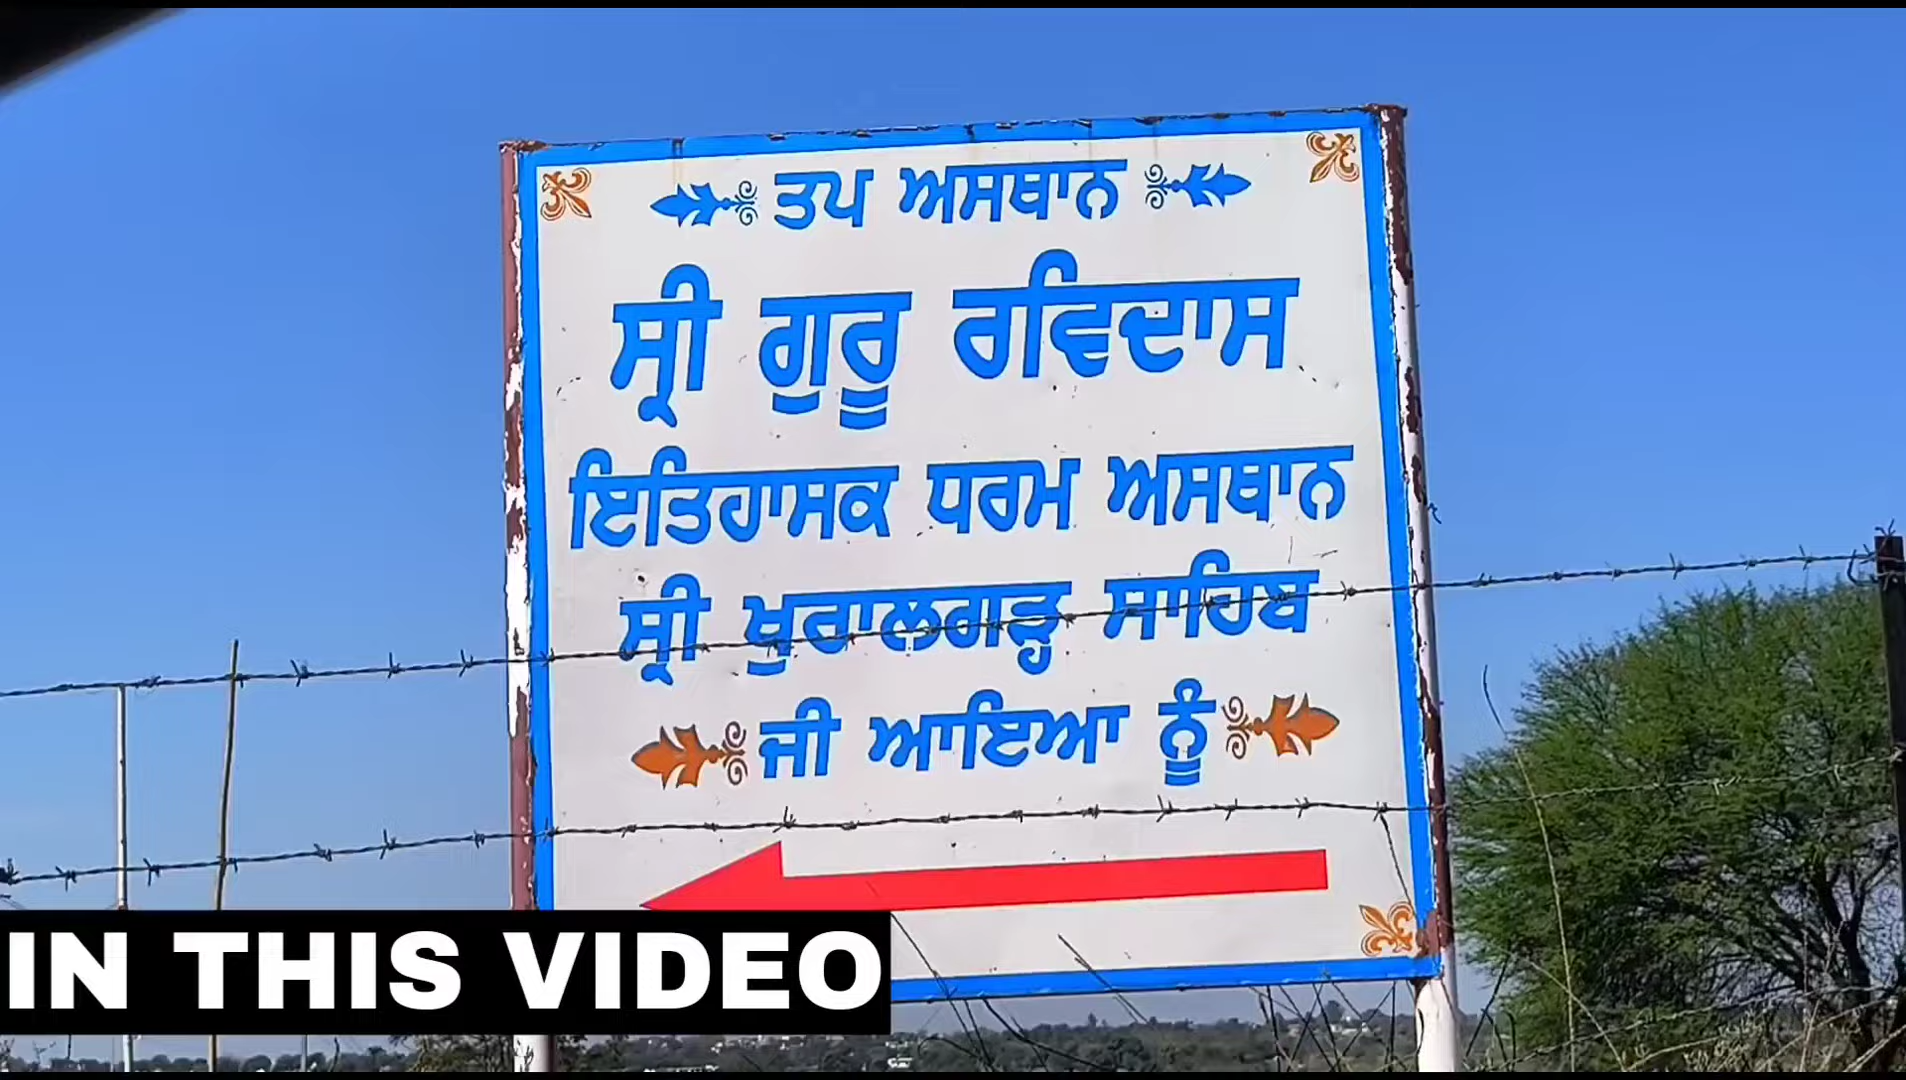 ਤਪ ਅਸਥਾਨ
ਸ੍ਰੀ ਗੁਰੂ ਰਵਿਦਾਸ
ਇਤਿਹਾਸਕ ਧਰਮ ਅਸਥਾਨ
ਸ੍ਰੀ ਖੁਰਾਲਗੜ੍ਹ ਸਾਹਿਬ
ਜੀ ਆਇਆ ਨੂੰ
IN THIS VIDEO